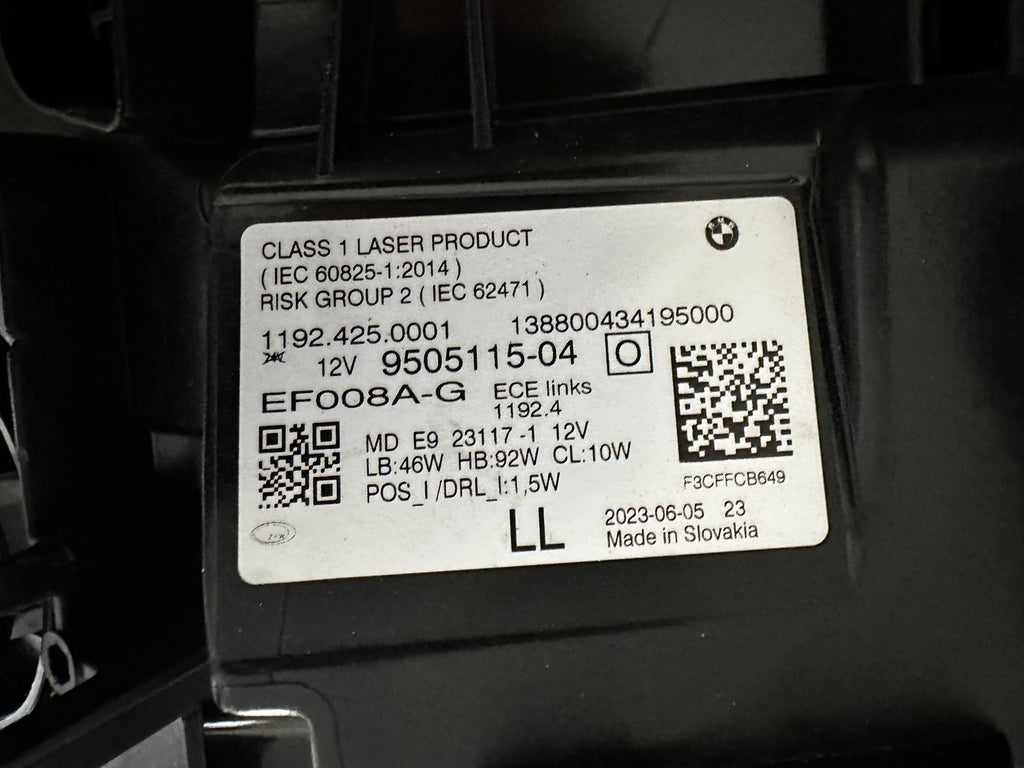 CLASS 1 LASER PRODUCT
( IEC 60825-1:2014 )
RISK GROUP 2 ( IEC 62471 )
1192.425.0001 138800434195000
12V 9505115-04 O
EF008A-G ECE links
1192.4
MD E9 23117 -1 12V
LB:46W HB:92W CL:10W
POS_I /DRL_I:1,5W
F3CFFCB649
LL 2023-06-05 23
Made in Slovakia
BMW